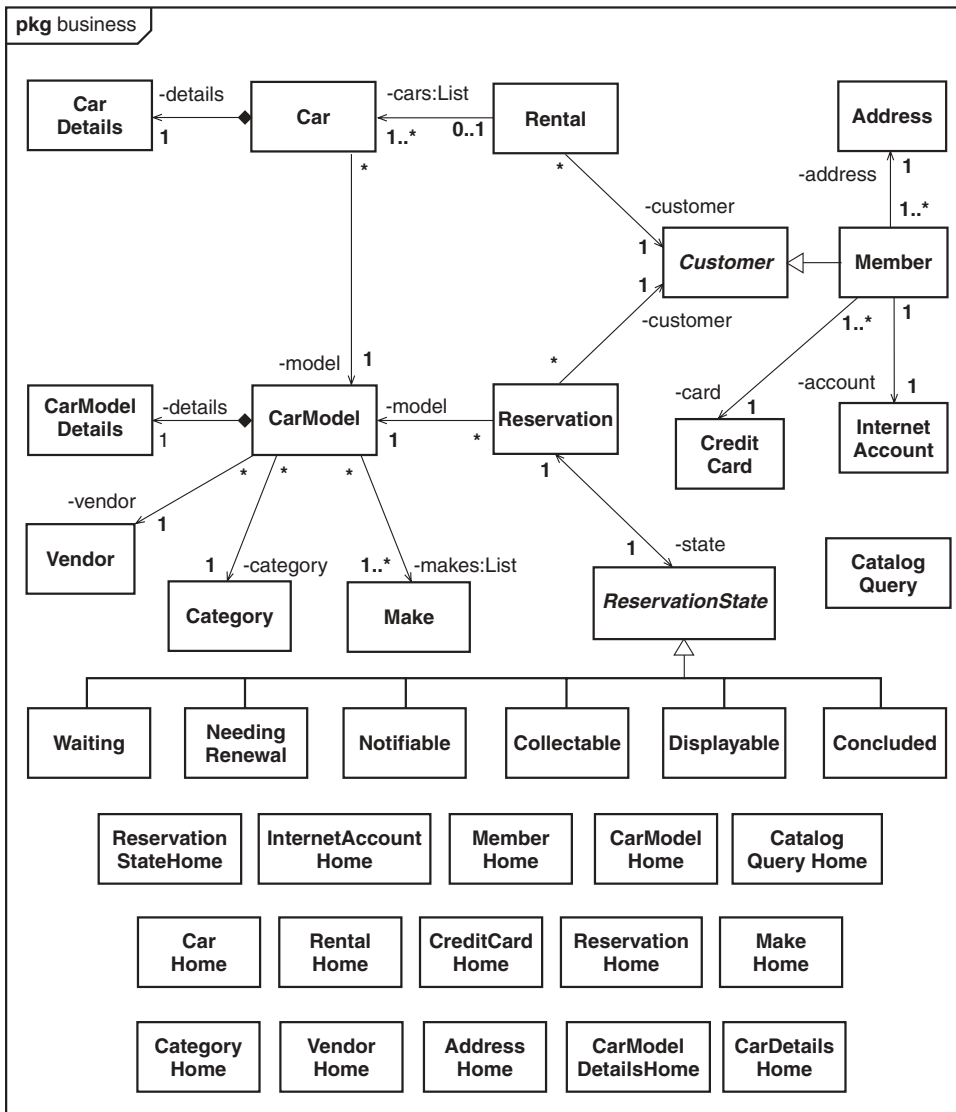 pkg business
-details
-cars:List
Car
Details
Car
Rental
Address
1
1..*
0..1
1
*
*
-address
-customer
1..*
1
Customer
Member
1
-customer
1..*
1
*
-model
1
-card
-account
1
1
CarModel
Details
-details
CarModel
-model
Reservation
Credit
Card
Internet
Account
1
1
*
*
*
*
1
-vendor
1
Vendor
1
-category
1..*
-makes:List
1
-state
Catalog
Query
Category
Make
ReservationState
Waiting
Needing
Renewal
Notifiable
Collectable
Displayable
Concluded
Reservation
StateHome
InternetAccount
Home
Member
Home
CarModel
Home
Catalog
Query Home
Car
Home
Rental
Home
CreditCard
Home
Reservation
Home
Make
Home
Category
Home
Vendor
Home
Address
Home
CarModel
DetailsHome
CarDetails
Home